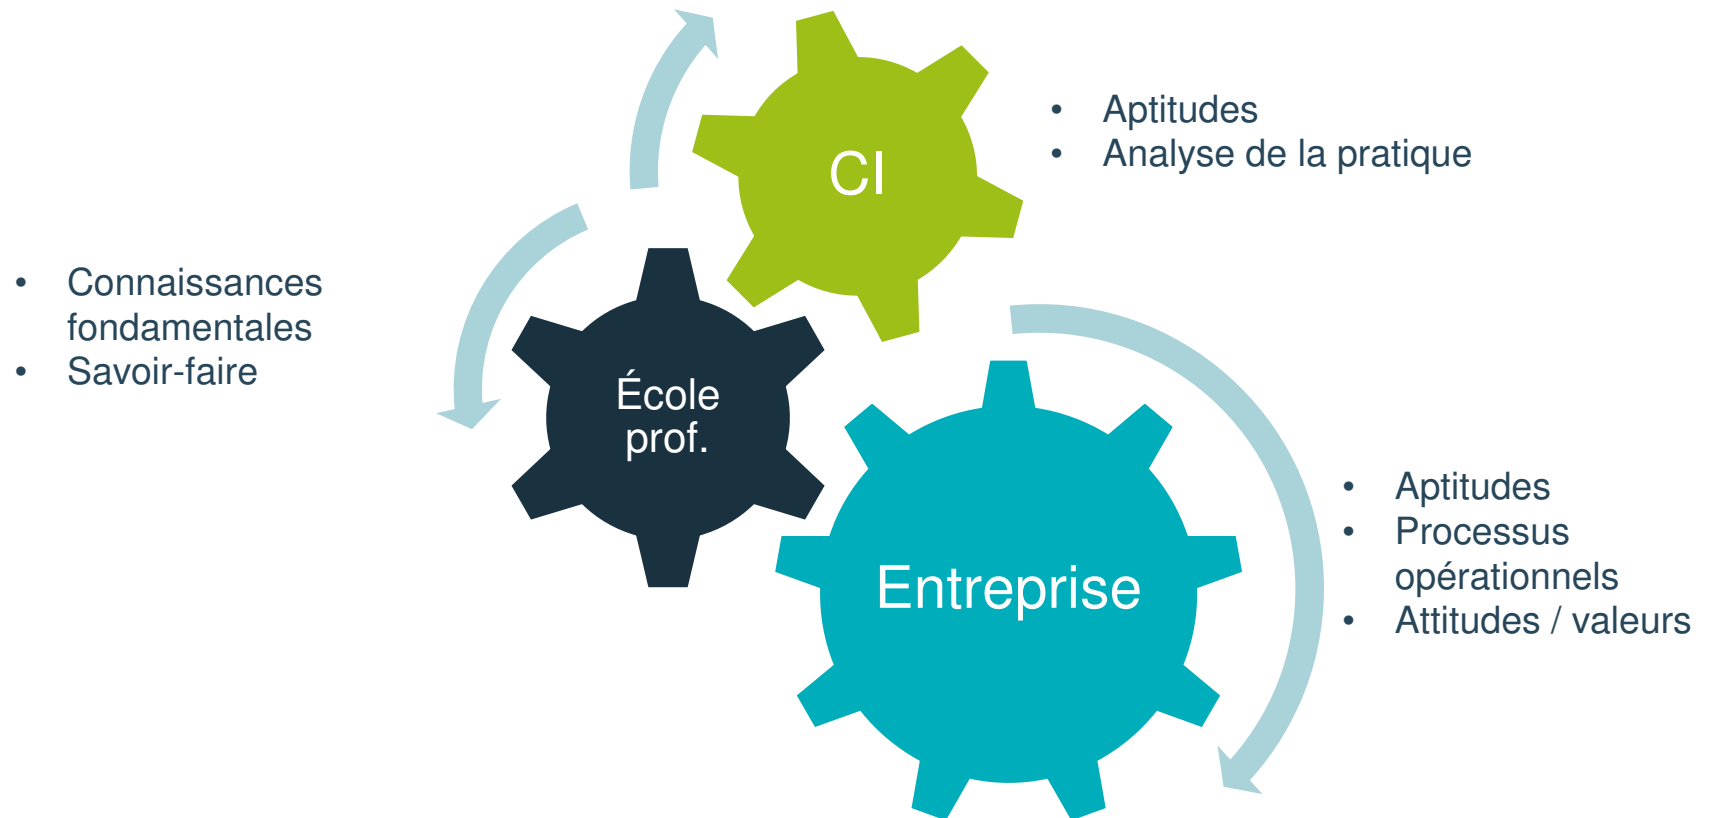 CI
• Aptitudes
• Analyse de la pratique
• Connaissances
fondamentales
• Savoir-faire
École
prof.
Entreprise
• Aptitudes
• Processus
opérationnels
• Attitudes / valeurs